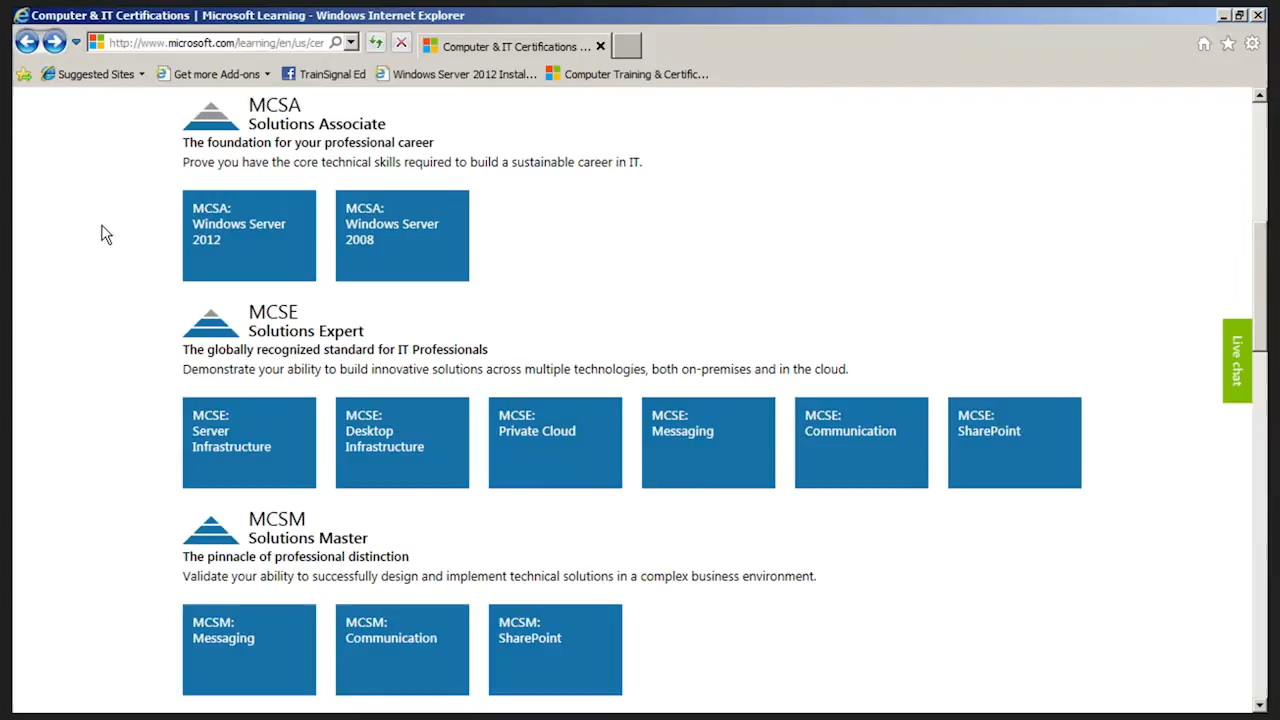 Computer & IT Certifications | Microsoft Learning - Windows Internet Explorer
http://www.microsoft.com/learning/en/us/cer
Computer & IT Certifications ...
Suggested Sites
Get more Add-ons
TrainSignal Ed
Windows Server 2012 Instal...
Computer Training & Certific...
MCSA
Solutions Associate
The foundation for your professional career
Prove you have the core technical skills required to build a sustainable career in IT.
MCSA:
Windows Server
2012
MCSA:
Windows Server
2008
MCSE
Solutions Expert
The globally recognized standard for IT Professionals
Demonstrate your ability to build innovative solutions across multiple technologies, both on-premises and in the cloud.
Live chat
MCSE:
Server
Infrastructure
MCSE:
Desktop
Infrastructure
MCSE:
Private Cloud
MCSE:
Messaging
MCSE:
Communication
MCSE:
SharePoint
MCSM
Solutions Master
The pinnacle of professional distinction
Validate your ability to successfully design and implement technical solutions in a complex business environment.
MCSM:
Messaging
MCSM:
Communication
MCSM:
SharePoint